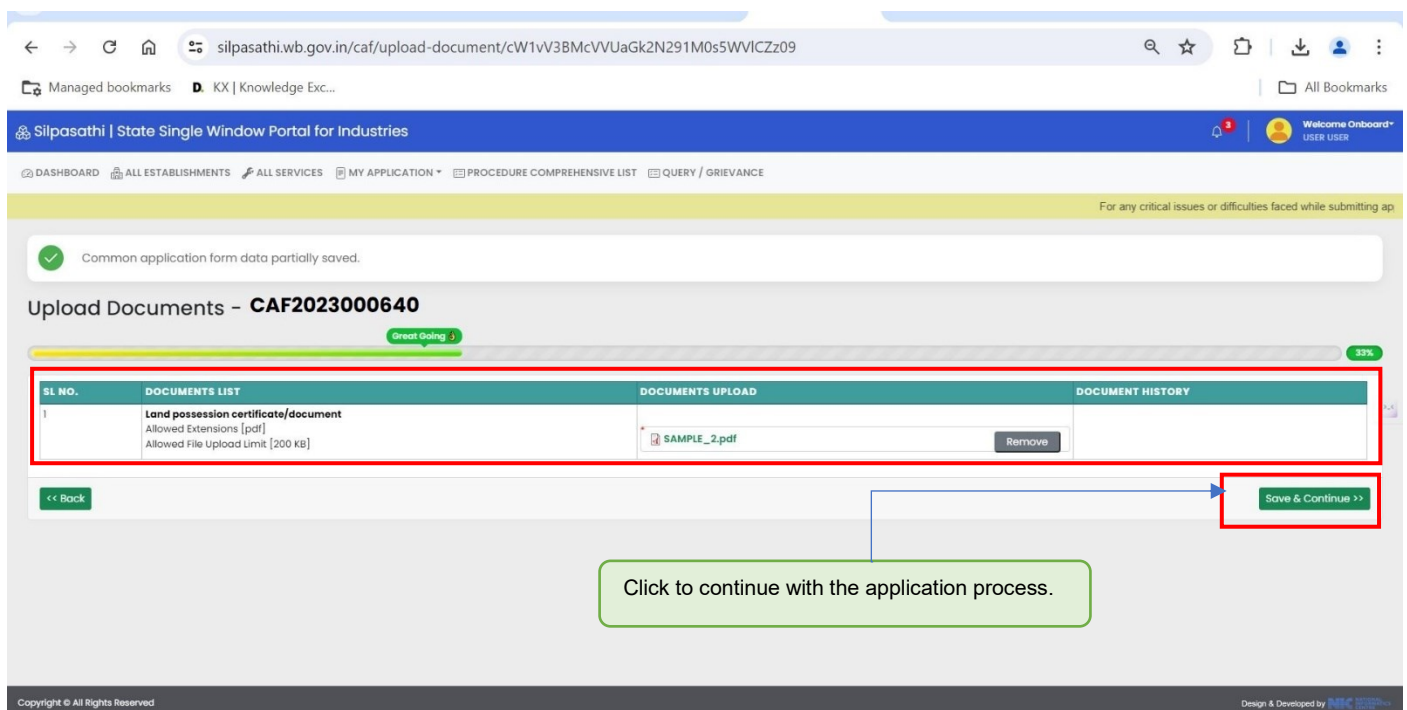 silpasathi.wb.gov.in/caf/upload-document/cW1vV3BMcVVUaGk2N291M0s5WVlCZz09
Managed bookmarks D. KX | Knowledge Exc... All Bookmarks
Silpasathi | State Single Window Portal for Industries 3 Welcome Onboard
USER USER
DASHBOARD ALL ESTABLISHMENTS ALL SERVICES MY APPLICATION PROCEDURE COMPREHENSIVE LIST QUERY / GRIEVANCE
For any critical issues or difficulties faced while submitting ap
Common application form data partially saved.
Upload Documents - CAF2023000640
Great Going
33%
SL NO. DOCUMENTS LIST DOCUMENTS UPLOAD DOCUMENT HISTORY
1 Land possession certificate/document
Allowed Extensions [pdf]
Allowed File Upload Limit [200 KB]
* SAMPLE_2.pdf Remove
<< Back Save & Continue >>
Click to continue with the application process.
Copyright © All Rights Reserved Design & Developed by NIC